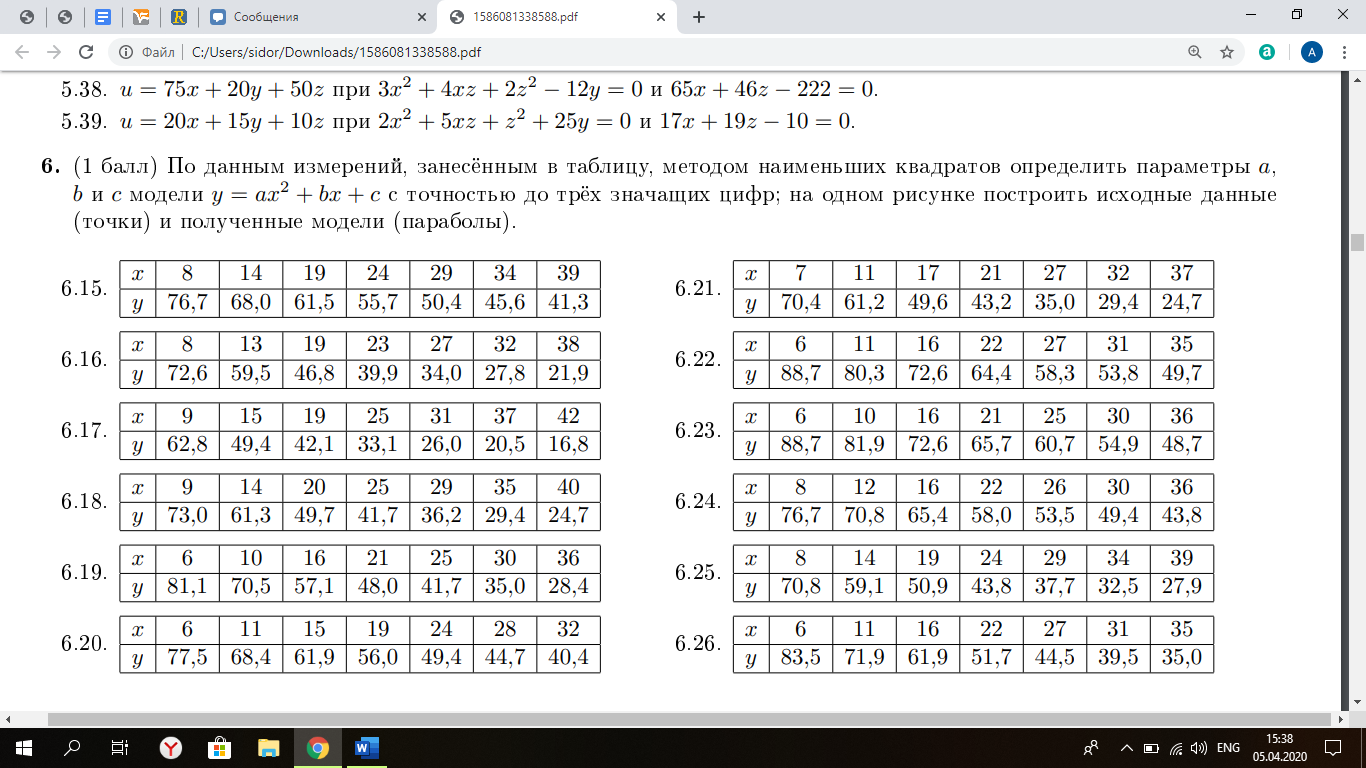 Сообщения
1586081338588.pdf
Файл | C:/Users/sidor/Downloads/1586081338588.pdf
a
A
5.38. u = 75x + 20y + 50z при 3x² + 4xz + 2z² − 12y = 0 и 65x + 46z − 222 = 0.
5.39. u = 20x + 15y + 10z при 2x² + 5xz + z² + 25y = 0 и 17x + 19z − 10 = 0.
6. (1 балл) По данным измерений, занесённым в таблицу, методом наименьших квадратов определить параметры a,
b и c модели y = ax² + bx + c с точностью до трёх значащих цифр; на одном рисунке построить исходные данные
(точки) и полученные модели (параболы).
6.15.
x 8 14 19 24 29 34 39
y 76,7 68,0 61,5 55,7 50,4 45,6 41,3
6.16.
x 8 13 19 23 27 32 38
y 72,6 59,5 46,8 39,9 34,0 27,8 21,9
6.17.
x 9 15 19 25 31 37 42
y 62,8 49,4 42,1 33,1 26,0 20,5 16,8
6.18.
x 9 14 20 25 29 35 40
y 73,0 61,3 49,7 41,7 36,2 29,4 24,7
6.19.
x 6 10 16 21 25 30 36
y 81,1 70,5 57,1 48,0 41,7 35,0 28,4
6.20.
x 6 11 15 19 24 28 32
y 77,5 68,4 61,9 56,0 49,4 44,7 40,4
6.21.
x 7 11 17 21 27 32 37
y 70,4 61,2 49,6 43,2 35,0 29,4 24,7
6.22.
x 6 11 16 22 27 31 35
y 88,7 80,3 72,6 64,4 58,3 53,8 49,7
6.23.
x 6 10 16 21 25 30 36
y 88,7 81,9 72,6 65,7 60,7 54,9 48,7
6.24.
x 8 12 16 22 26 30 36
y 76,7 70,8 65,4 58,0 53,5 49,4 43,8
6.25.
x 8 14 19 24 29 34 39
y 70,8 59,1 50,9 43,8 37,7 32,5 27,9
6.26.
x 6 11 16 22 27 31 35
y 83,5 71,9 61,9 51,7 44,5 39,5 35,0
ENG
15:38
05.04.2020